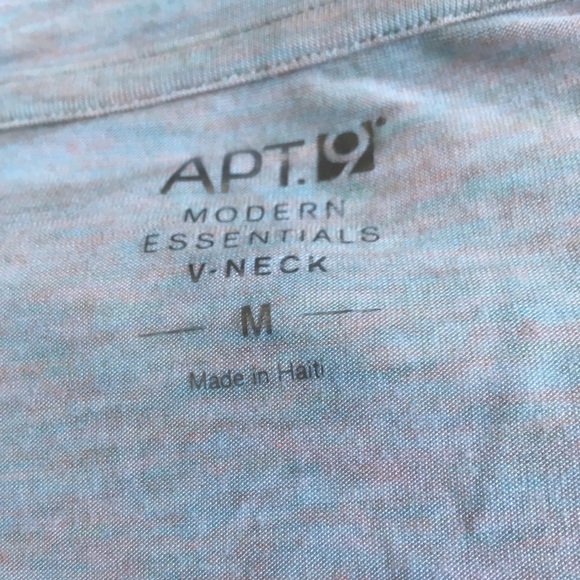 APT.9®
MODERN
ESSENTIALS
V-NECK
M
Made in Haiti